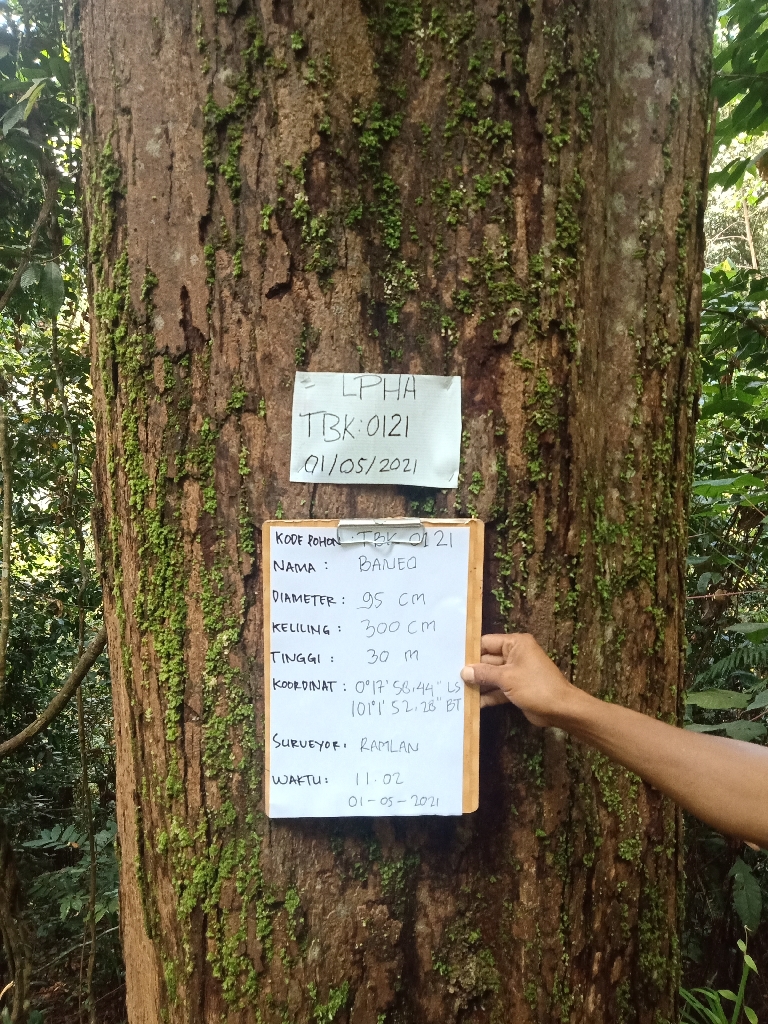 LPHA
TBK:0121
01/05/2021
KODE POHON : TBK 0121
NAMA : BANEO
DIAMETER : 95 CM
KELILING : 300 CM
TINGGI : 30 M
KOORDINAT : 0°17'58,44" LS
101°1'52,28" BT
SURVEYOR : RAMLAN
WAKTU : 11.02
01-05-2021